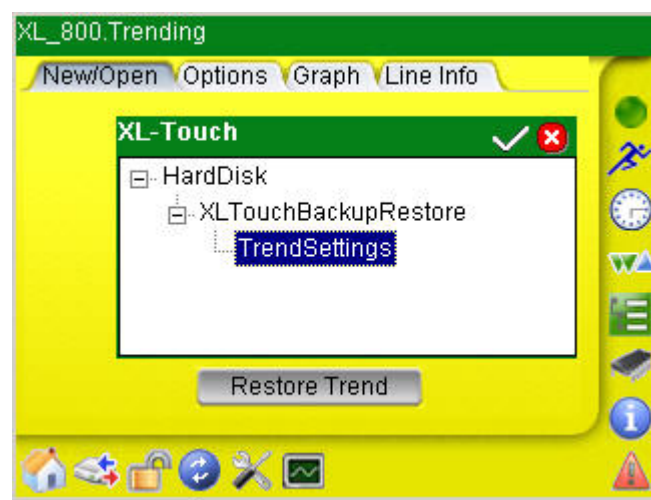 XL_800.Trending
New/Open Options Graph Line Info
XL-Touch
HardDisk
XLTouchBackupRestore
TrendSettings
Restore Trend